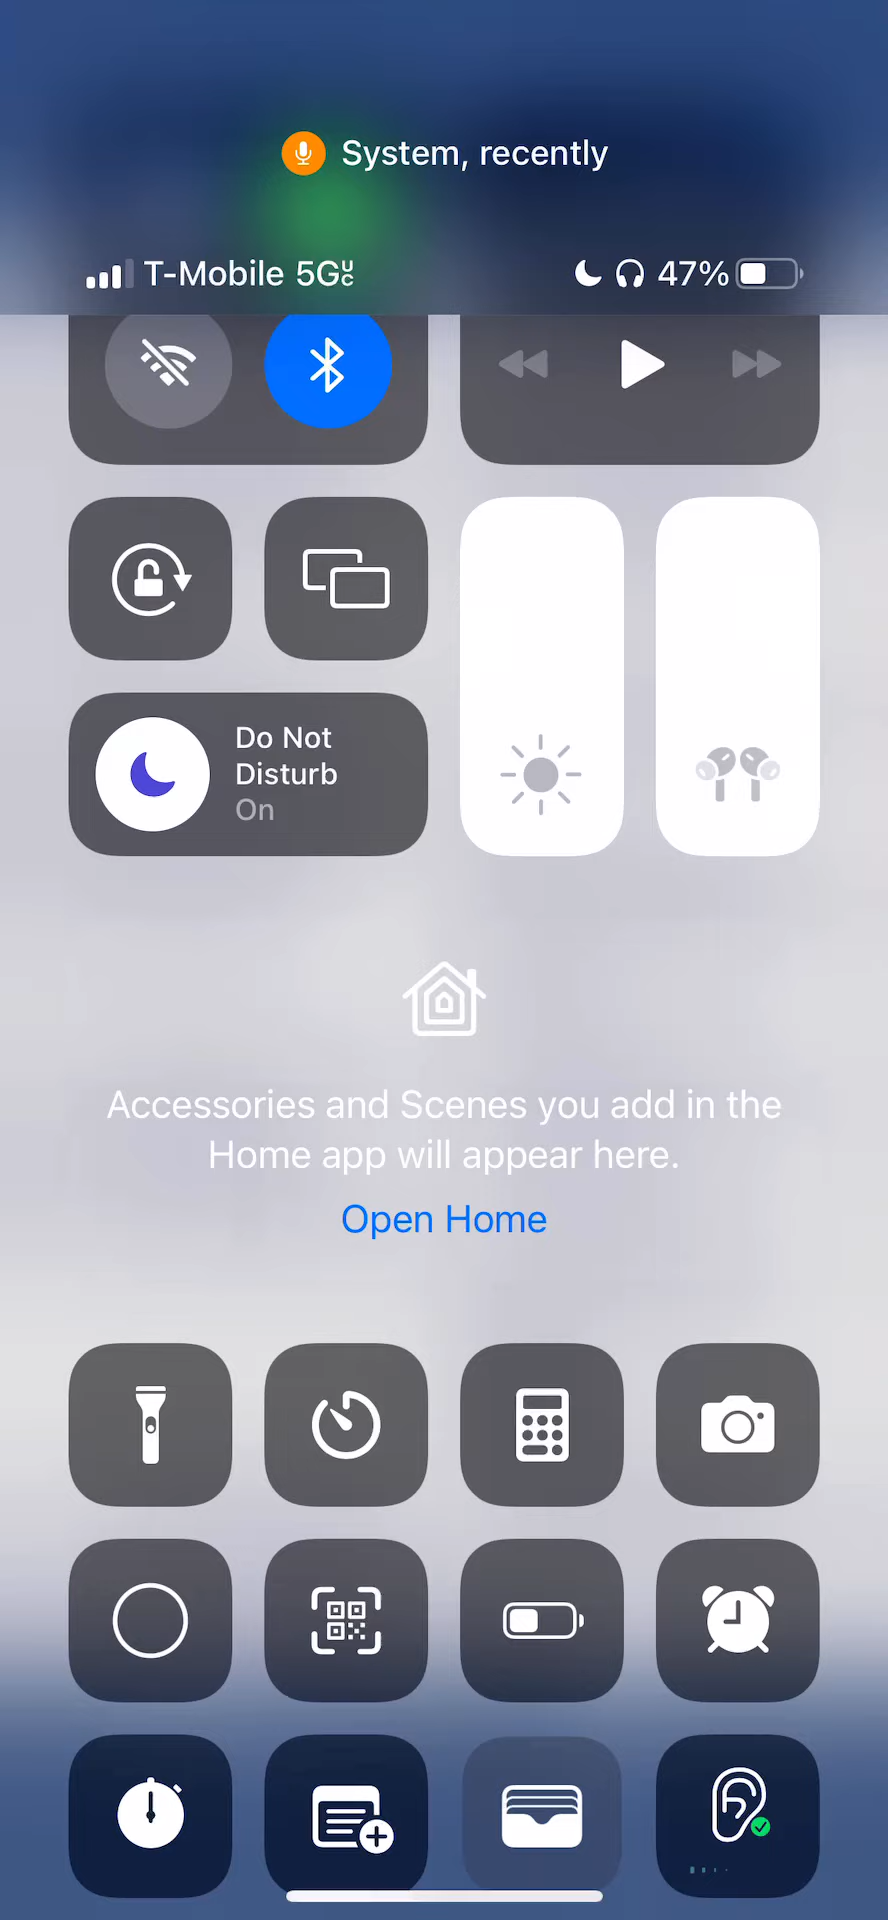 System, recently
T-Mobile 5GUC
47%
Do Not
Disturb
On
Accessories and Scenes you add in the
Home app will appear here.
Open Home